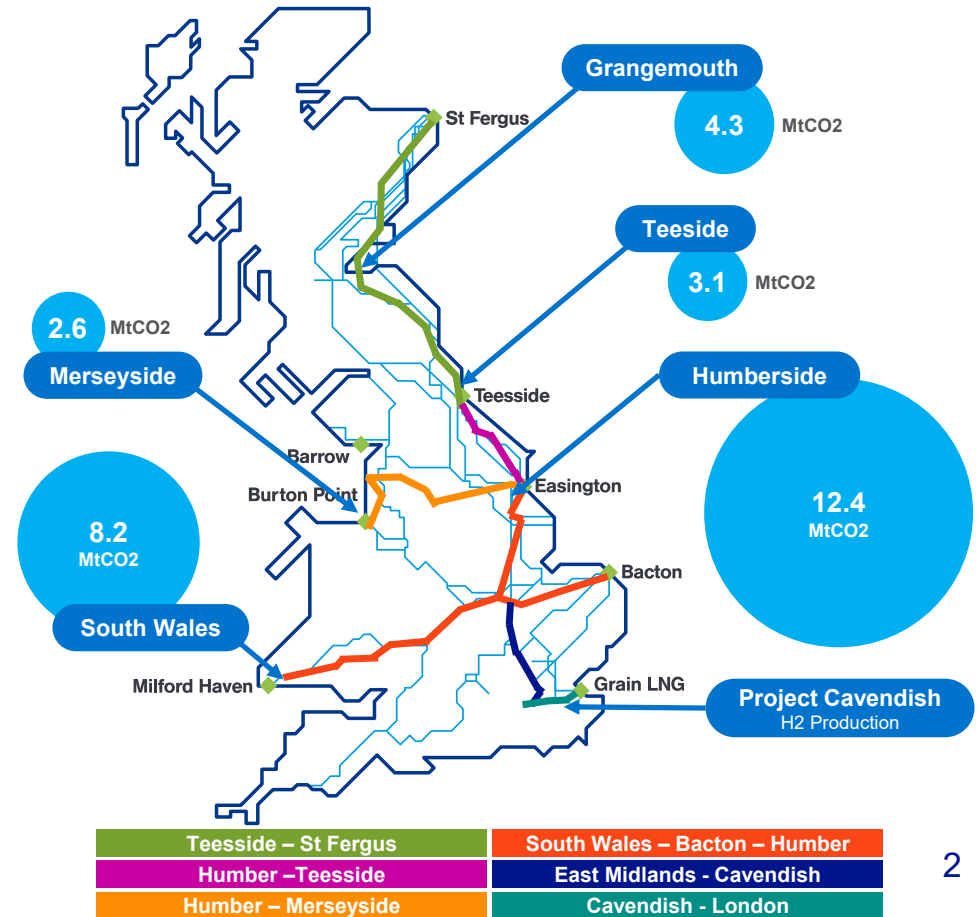 Grangemouth
4.3 MtCO2
St Fergus
Teeside
3.1 MtCO2
2.6 MtCO2
Merseyside
Humberside
Teesside
Barrow
Burton Point
Easington
12.4
MtCO2
8.2
MtCO2
Bacton
South Wales
Milford Haven
Grain LNG
Project Cavendish
H2 Production
Teesside – St Fergus
South Wales – Bacton – Humber
Humber –Teesside
East Midlands - Cavendish
Humber – Merseyside
Cavendish - London
2